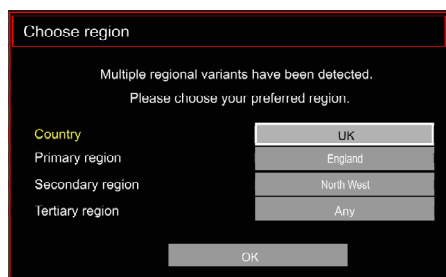 Choose region
Multiple regional variants have been detected.
Please choose your preferred region.
Country UK
Primary region England
Secondary region North West
Tertiary region Any
OK